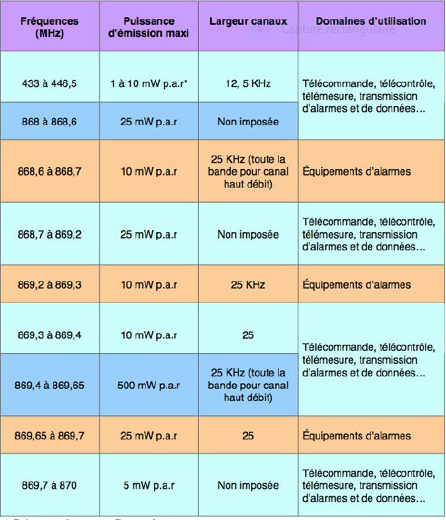 Fréquences (MHz) Puissance d'émission maxi Largeur canaux Domaines d'utilisation
Capture rectangulaire
433 à 446,5 1 à 10 mW p.a.r* 12, 5 KHz Télécommande, télécontrôle,
télémesure, transmission
d'alarmes et de données...
868 à 868,6 25 mW p.a.r Non imposée
868,6 à 868,7 10 mW p.a.r 25 KHz (toute la
bande pour canal
haut débit) Équipements d'alarmes
868,7 à 869,2 25 mW p.a.r Non imposée Télécommande, télécontrôle,
télémesure, transmission
d'alarmes et de données...
869,2 à 869,3 10 mW p.a.r 25 KHz Équipements d'alarmes
869,3 à 869,4 10 mW p.a.r 25 Télécommande, télécontrôle,
télémesure, transmission
d'alarmes et de données...
869,4 à 869,65 500 mW p.a.r 25 KHz (toute la
bande pour canal
haut débit)
869,65 à 869,7 25 mW p.a.r 25 Équipements d'alarmes
869,7 à 870 5 mW p.a.r Non imposée Télécommande, télécontrôle,
télémesure, transmission
d'alarmes et de données...